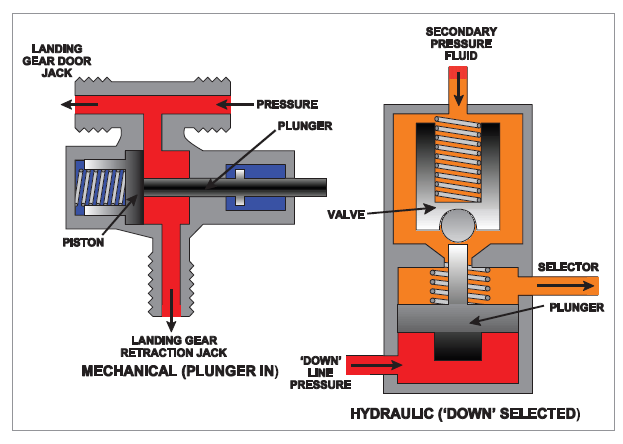 LANDING
GEAR DOOR
JACK
PRESSURE
PLUNGER
PISTON
LANDING GEAR
RETRACTION JACK
MECHANICAL (PLUNGER IN)
SECONDARY
PRESSURE
FLUID
VALVE
SELECTOR
PLUNGER
‘DOWN’
LINE
PRESSURE
HYDRAULIC (‘DOWN’ SELECTED)